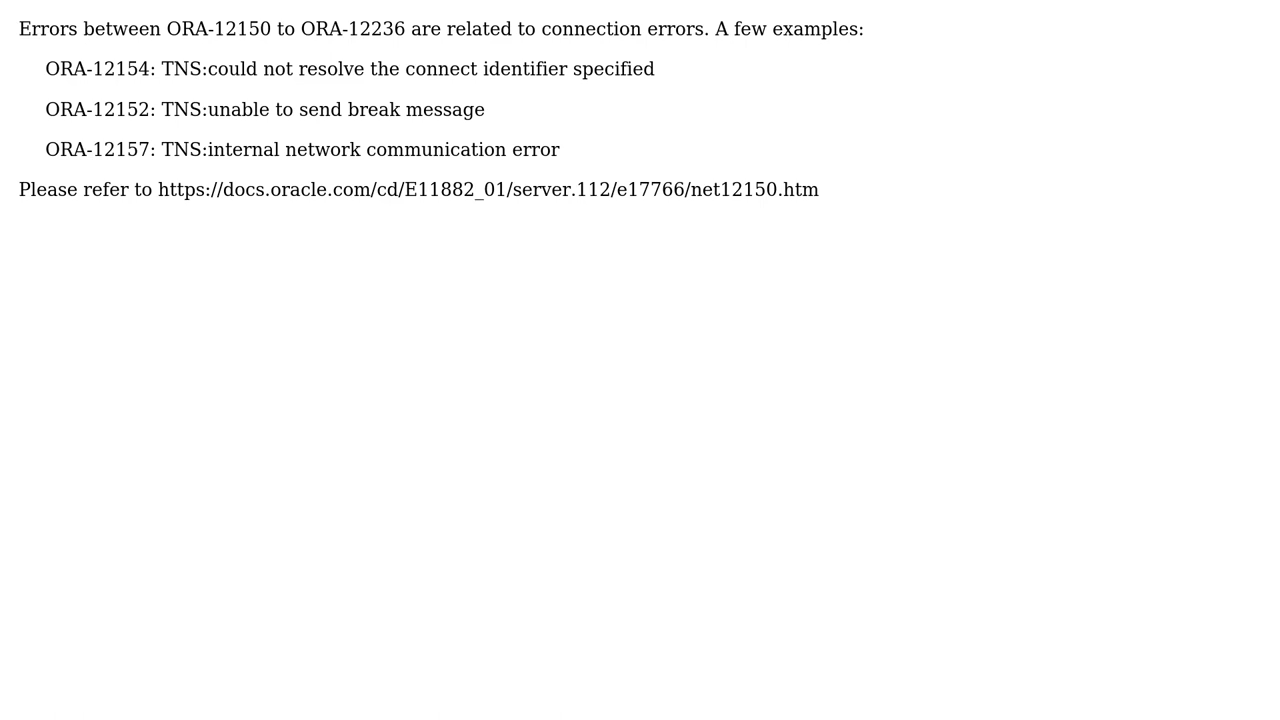 Errors between ORA-12150 to ORA-12236 are related to connection errors. A few examples:
ORA-12154: TNS:could not resolve the connect identifier specified
ORA-12152: TNS:unable to send break message
ORA-12157: TNS:internal network communication error
Please refer to https://docs.oracle.com/cd/E11882_01/server.112/e17766/net12150.htm